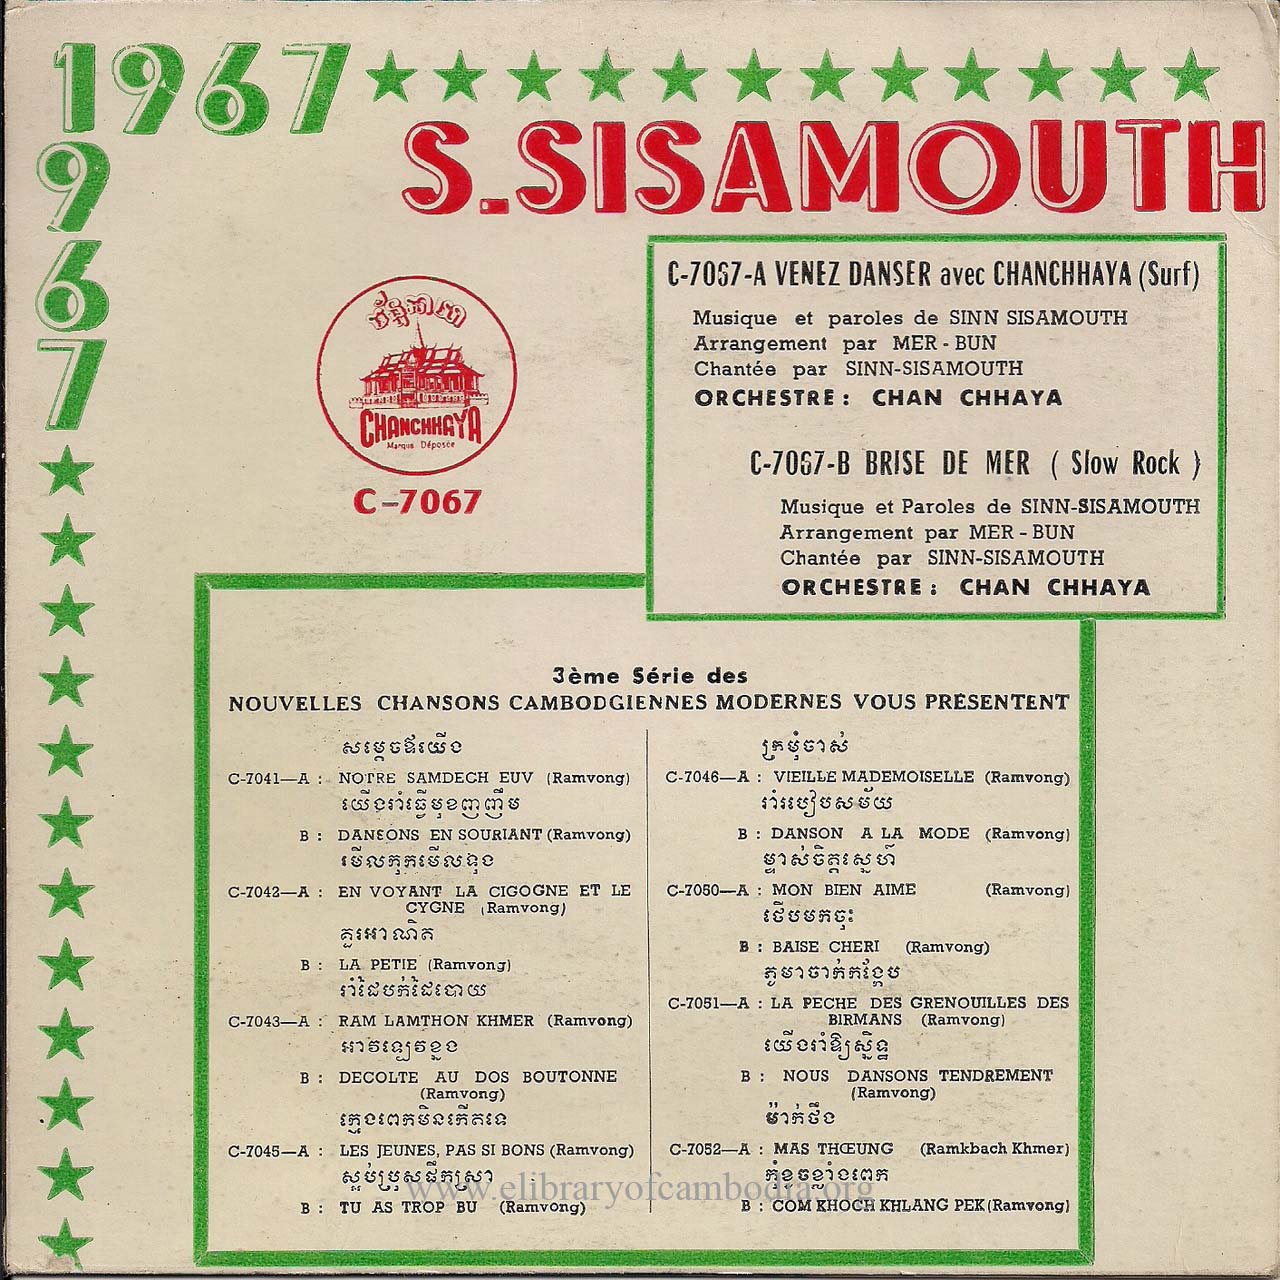 1967
1967
S.SISAMOUTH
ច័ន្ទឆាយា
CHANCHHAYA
Marque Déposée
C-7067
C-7067-A VENEZ DANSER avec CHANCHHAYA (Surf)
Musique et paroles de SINN SISAMOUTH
Arrangement par MER - BUN
Chantée par SINN-SISAMOUTH
ORCHESTRE : CHAN CHHAYA
C-7067-B BRISE DE MER ( Slow Rock )
Musique et Paroles de SINN-SISAMOUTH
Arrangement par MER - BUN
Chantée par SINN-SISAMOUTH
ORCHESTRE : CHAN CHHAYA
3ème Série des
NOUVELLES CHANSONS CAMBODGIENNES MODERNES VOUS PRÉSENTENT
សម្ដេចឪយើង
C-7041—A : NOTRE SAMDECH EUV (Ramvong)
យើងរាំធ្វើមុខញញឹម
B : DANSONS EN SOURIANT (Ramvong)
មើលកុកមើលទុង
C-7042—A : EN VOYANT LA CIGOGNE ET LE
CYGNE (Ramvong)
គួរអាណិត
B : LA PETIE (Ramvong)
រាំដៃបក់ដៃបោយ
C-7043—A : RAM LAMTHON KHMER (Ramvong)
អាវឡេវខ្នង
B : DECOLTE AU DOS BOUTONNE
(Ramvong)
ក្មេងពេកមិនកើតទេ
C-7045—A : LES JEUNES, PAS SI BONS (Ramvong)
ស្អប់ប្រុសផឹកស្រា
B : TU AS TROP BU (Ramvong)
ក្រមុំចាស់
C-7046—A : VIEILLE MADEMOISELLE (Ramvong)
រាំរបៀបសម័យ
B : DANSON A LA MODE (Ramvong)
ម្ចាស់ចិត្តស្នេហ៍
C-7050—A : MON BIEN AIME (Ramvong)
ថើបមកចុះ
B : BAISE CHERI (Ramvong)
ភូមាចាក់កង្កែប
C-7051—A : LA PECHE DES GRENOUILLES DES
BIRMANS (Ramvong)
យើងរាំឱ្យស្និទ្ធ
B : NOUS DANSONS TENDREMENT
(Ramvong)
ម៉ាក់ថឺង
C-7052—A : MAS THŒUNG (Ramkbach Khmer)
កុំខូចខ្លាំងពេក
B : COM KHOCH KHLANG PEK (Ramvong)
www.elibraryofcambodia.org